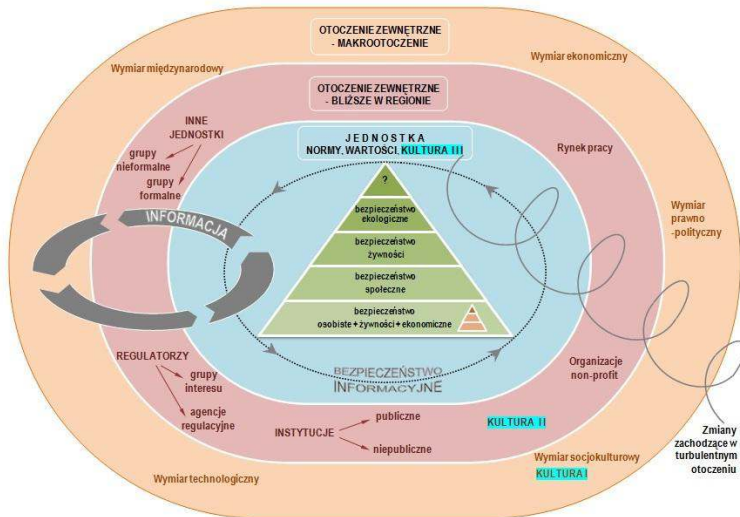 OTOCZENIE ZEWNĘTRZNE
- MAKROOTOCZENIE
Wymiar międzynarodowy
Wymiar ekonomiczny
OTOCZENIE ZEWNĘTRZNE
- BLIŻSZE W REGIONIE
INNE
JEDNOSTKI
grupy
nieformalne
grupy
formalne
JEDNOSTKA
NORMY, WARTOŚCI, KULTURA III
Rynek pracy
Wymiar
prawno
-polityczny
INFORMACJA
?
bezpieczeństwo
ekologiczne
bezpieczeństwo
żywności
bezpieczeństwo
społeczne
bezpieczeństwo
osobiste + żywności + ekonomiczne
BEZPIECZEŃSTWO
INFORMACYJNE
REGULATORZY
grupy
interesu
agencje
regulacyjne
INSTYTUCJE
publiczne
niepubliczne
Organizacje
non-profit
KULTURA II
Wymiar technologiczny
Wymiar socjokulturowy
KULTURA I
Zmiany
zachodzące w
turbulentnym
otoczeniu